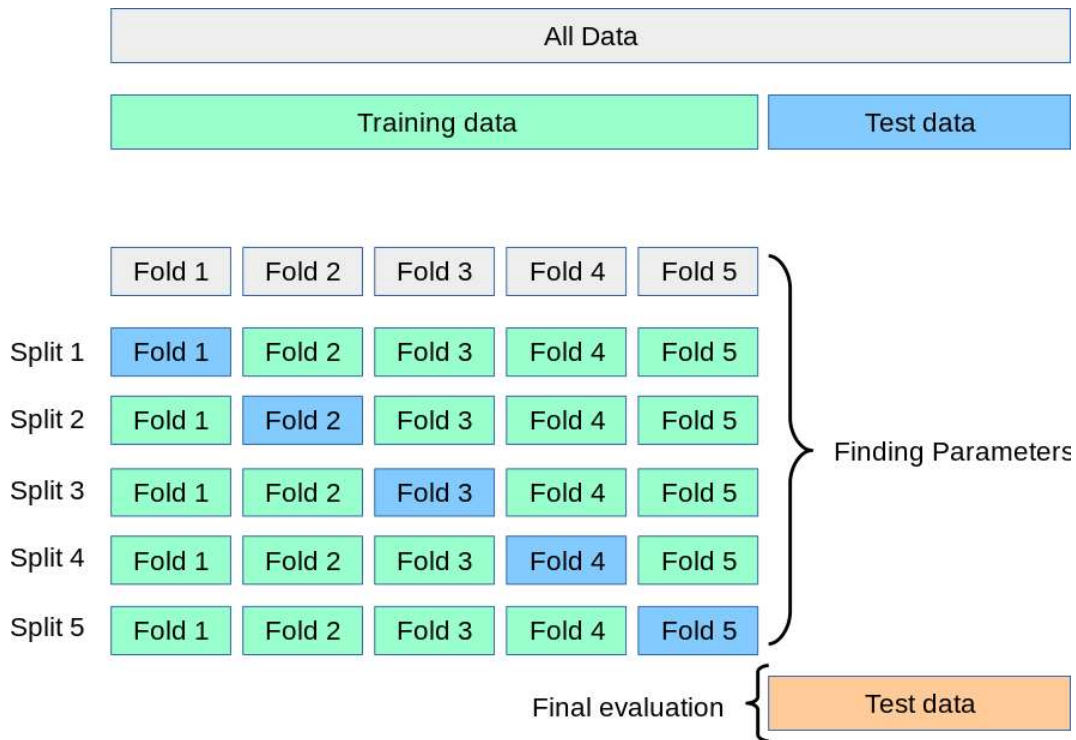 All Data
Training data Test data
Fold 1 Fold 2 Fold 3 Fold 4 Fold 5
Split 1 Fold 1 Fold 2 Fold 3 Fold 4 Fold 5
Split 2 Fold 1 Fold 2 Fold 3 Fold 4 Fold 5
Finding Parameters
Split 3 Fold 1 Fold 2 Fold 3 Fold 4 Fold 5
Split 4 Fold 1 Fold 2 Fold 3 Fold 4 Fold 5
Split 5 Fold 1 Fold 2 Fold 3 Fold 4 Fold 5
Final evaluation Test data